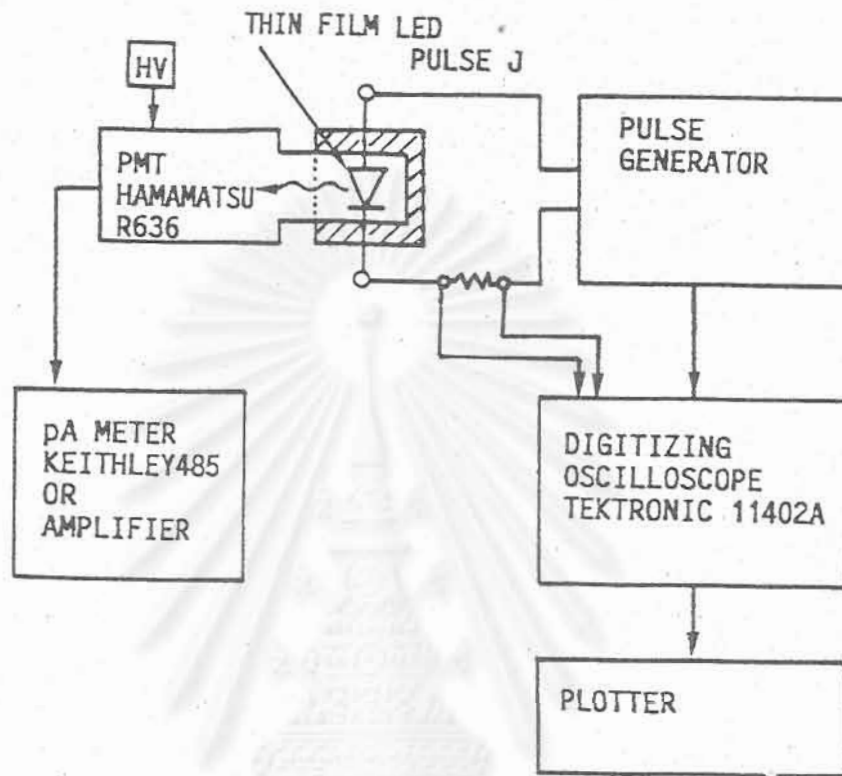 THIN FILM LED
PULSE J
HV
PMT
HAMAMATSU
R636
PULSE
GENERATOR
pA METER
KEITHLEY485
OR
AMPLIFIER
DIGITIZING
OSCILLOSCOPE
TEKTRONIC 11402A
PLOTTER